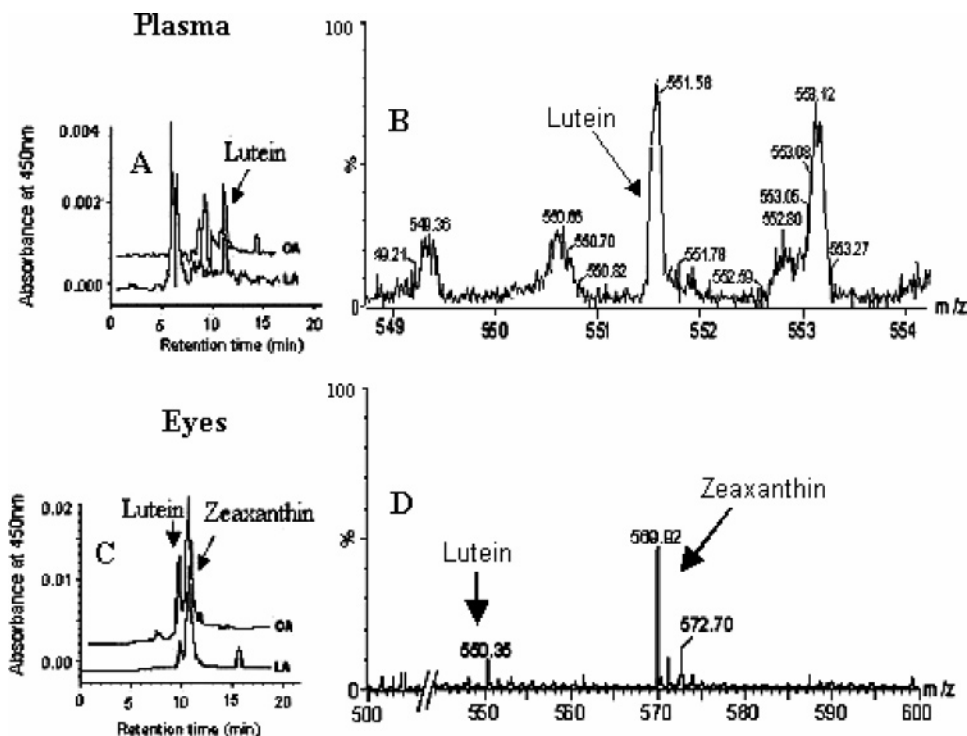 Plasma
A
Lutein
0.004
0.002
0.000
Absorbance at 450nm
OA
LA
0 5 10 15 20
Retention time (min)
100
%
0
B
Lutein
551.58
553.12
553.08
553.05
552.80
553.27
549.36
49.21
550.70
550.82
551.78
552.59
549 550 551 552 553 554
m/z
Eyes
C
Lutein
Zeaxanthin
0.02
0.01
0.00
Absorbance at 450nm
OA
LA
0 5 10 15 20
Retention time (min)
100
%
0
D
Lutein
Zeaxanthin
550.35
569.92
572.70
500 550 560 570 580 590 600
m/z